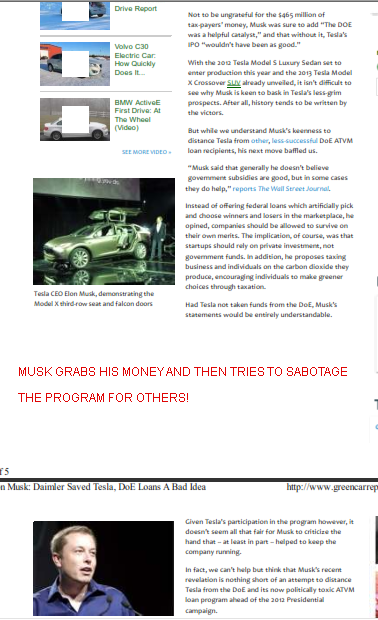 Drive Report
Volvo C30
Electric Car:
How Quickly
Does It...
BMW ActiveE
First Drive: At
The Wheel
(Video)
SEE MORE VIDEO »
Tesla CEO Elon Musk, demonstrating the
Model X third-row seat and falcon doors
Not to be ungrateful for the $465 million of
tax-payers' money, Musk was sure to add "The DOE
was a helpful catalyst," and that without it, Tesla's
IPO "wouldn't have been as good."
With the 2012 Tesla Model S Luxury Sedan set to
enter production this year and the 2013 Tesla Model
X Crossover SUV already unveiled, it isn't difficult to
see why Musk is keen to bask in Tesla's less-grim
prospects. After all, history tends to be written by
the victors.
But while we understand Musk's keenness to
distance Tesla from other, less-successful DoE ATVM
loan recipients, his next move baffled us.
"Musk said that generally he doesn't believe
government subsidies are good, but in some cases
they do help," reports The Wall Street Journal.
Instead of offering federal loans which artificially pick
and choose winners and losers in the marketplace, he
opined, companies should be allowed to survive on
their own merits. The implication, of course, was that
startups should rely on private investment, not
government funds. In addition, he proposes taxing
business and individuals on the carbon dioxide they
produce, encouraging individuals to make greener
choices through taxation.
Had Tesla not taken funds from the DoE, Musk's
statements would be entirely understandable.
MUSK GRABS HIS MONEY AND THEN TRIES TO SABOTAGE
THE PROGRAM FOR OTHERS!
f 5
n Musk: Daimler Saved Tesla, DoE Loans A Bad Idea
http://www.greencarrep
Given Tesla's participation in the program however, it
doesn't seem all that fair for Musk to criticize the
hand that – at least in part – helped to keep the
company running.
In fact, we can't help but think that Musk's recent
revelation is nothing short of an attempt to distance
Tesla from the DoE and its now politically toxic ATVM
loan program ahead of the 2012 Presidential
campaign.